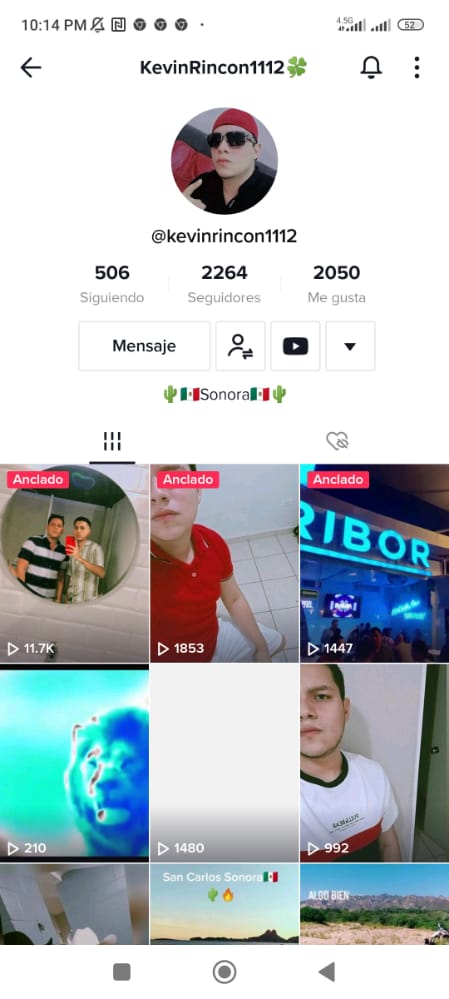 10:14 PM
4.5G
52
KevinRincon1112🍀
@kevinrincon1112
506
2264
2050
Siguiendo
Seguidores
Me gusta
Mensaje
🌵🇲🇽Sonora🇲🇽🌵
Anclado
Anclado
Anclado
RIBOR
11.7K
1853
1447
210
1480
992
San Carlos Sonora🇲🇽
🌵🔥
ALGO BIEN